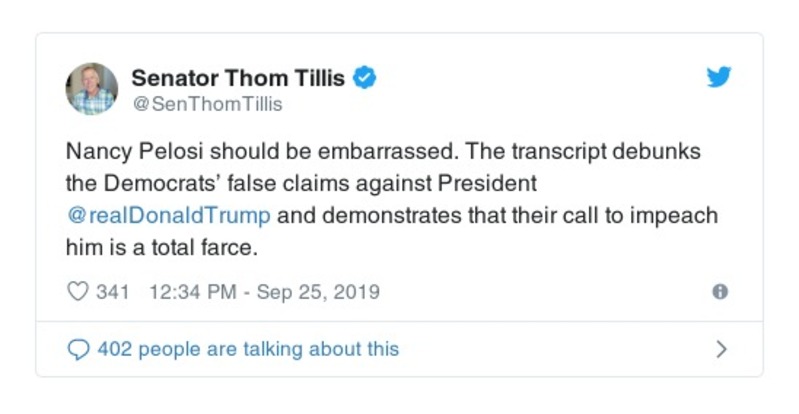 Senator Thom Tillis
@SenThomTillis
Nancy Pelosi should be embarrassed. The transcript debunks
the Democrats’ false claims against President
@realDonaldTrump and demonstrates that their call to impeach
him is a total farce.
341 12:34 PM - Sep 25, 2019
402 people are talking about this